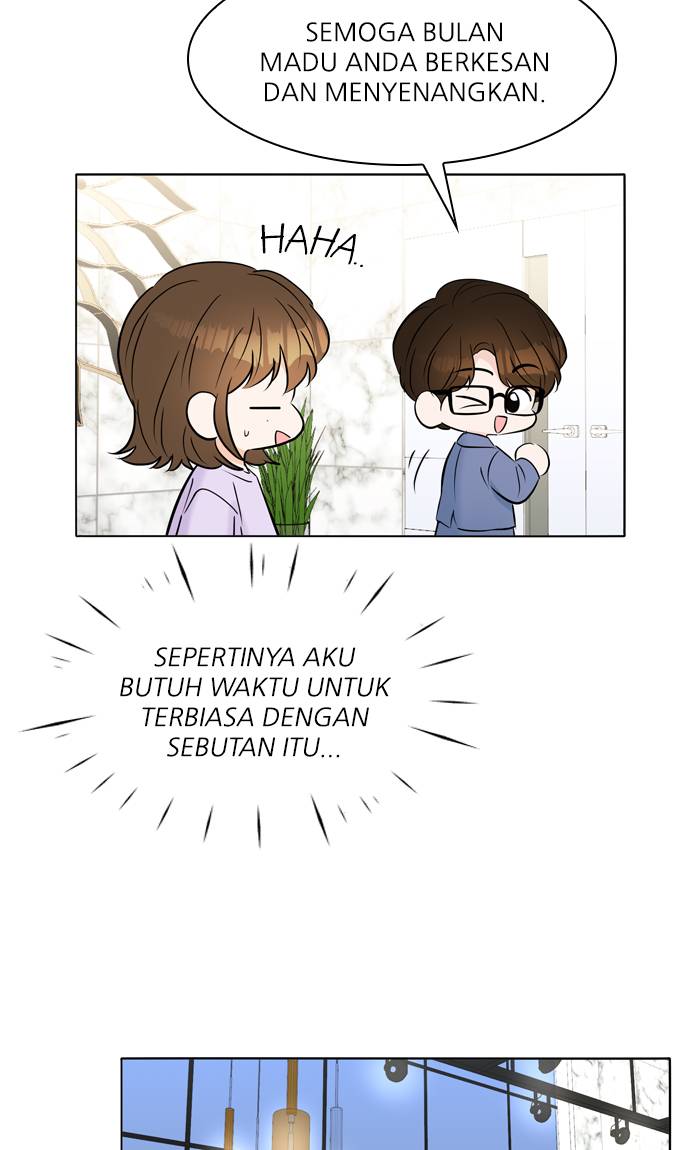 SEMOGA BULAN
MADU ANDA BERKESAN
DAN MENYENANGKAN.
HAHA..
SEPERTINYA AKU
BUTUH WAKTU UNTUK
TERBIASA DENGAN
SEBUTAN ITU...